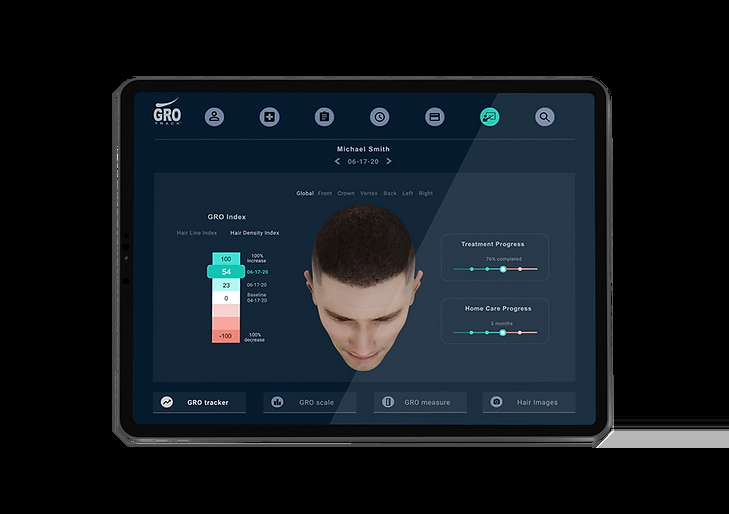 GRO
TRACK
Michael Smith
06-17-20
Global Front Crown Vertex Back Left Right
GRO Index
Hair Line Index Hair Density Index
100
100%
increase
54
06-17-20
23
06-17-20
0
Baseline
04-17-20
-100
100%
decrease
Treatment Progress
76% completed
Home Care Progress
3 months
GRO tracker
GRO scale
GRO measure
Hair Images